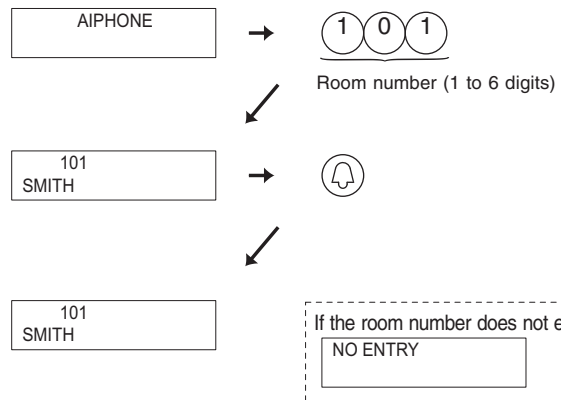 AIPHONE
1 0 1
Room number (1 to 6 digits)
101
SMITH
101
SMITH
If the room number does not
NO ENTRY